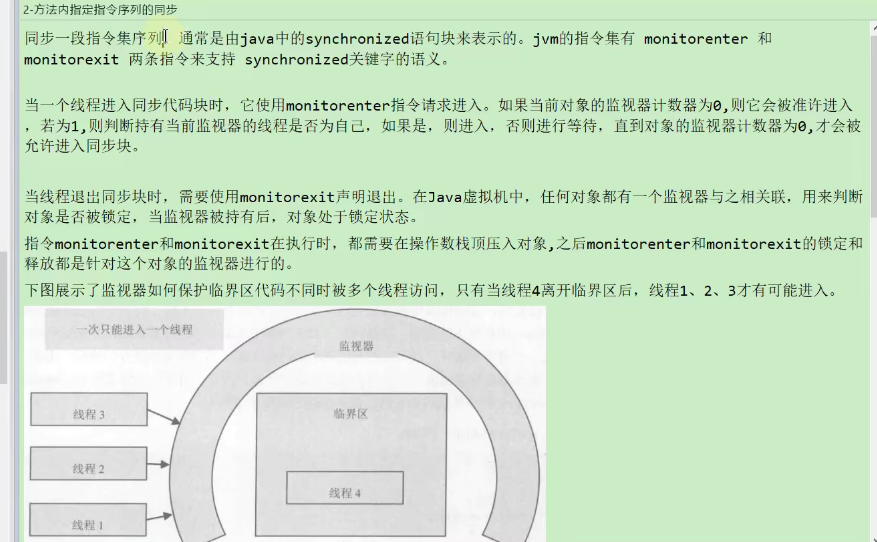 2-方法内指定指令序列的同步
同步一段指令集序列: 通常是由java中的synchronized语句块来表示的。jvm的指令集有 monitorenter 和
monitorexit 两条指令来支持 synchronized关键字的语义。
当一个线程进入同步代码块时，它使用monitorenter指令请求进入。如果当前对象的监视器计数器为0,则它会被准许进入
，若为1,则判断持有当前监视器的线程是否为自己，如果是，则进入，否则进行等待，直到对象的监视器计数器为0,才会被
允许进入同步块。
当线程退出同步块时，需要使用monitorexit声明退出。在Java虚拟机中，任何对象都有一个监视器与之相关联，用来判断
对象是否被锁定，当监视器被持有后，对象处于锁定状态。
指令monitorenter和monitorexit在执行时，都需要在操作数栈顶压入对象,之后monitorenter和monitorexit的锁定和
释放都是针对这个对象的监视器进行的。
下图展示了监视器如何保护临界区代码不同时被多个线程访问，只有当线程4离开临界区后，线程1、2、3才有可能进入。
一次只能进入一个线程
监视器
线程3
临界区
线程2
线程4
线程1